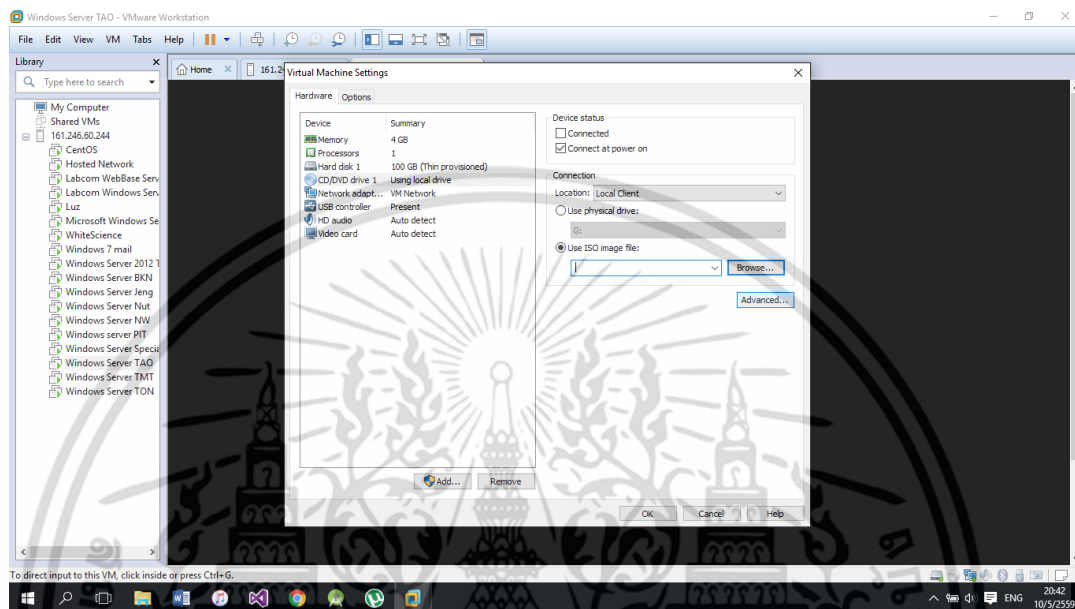 Windows Server TAO - VMware Workstation
File Edit View VM Tabs Help
Library
Type here to search
My Computer
Shared VMs
161.246.60.244
CentOS
Hosted Network
Labcom WebBase Serv
Labcom Windows Serv
Luz
Microsoft Windows Se
WhiteScience
Windows 7 mail
Windows Server 2012 T
Windows Server BKN
Windows Server Jeng
Windows Server Nut
Windows Server NW
Windows server PIT
Windows Server Specia
Windows Server TAO
Windows Server TMT
Windows Server TON
Home
161.2
Virtual Machine Settings
Hardware Options
Device Summary
Memory 4 GB
Processors 1
Hard disk 1 100 GB (Thin provisioned)
CD/DVD drive 1 Using local drive
Network adapt... VM Network
USB controller Present
HD audio Auto detect
Video card Auto detect
Add... Remove
Device status
Connected
Connect at power on
Connection
Location: Local Client
Use physical drive:
G:
Use ISO image file:
Browse...
Advanced...
OK Cancel Help
To direct input to this VM, click inside or press Ctrl+G.
ENG
20:42
10/5/2559